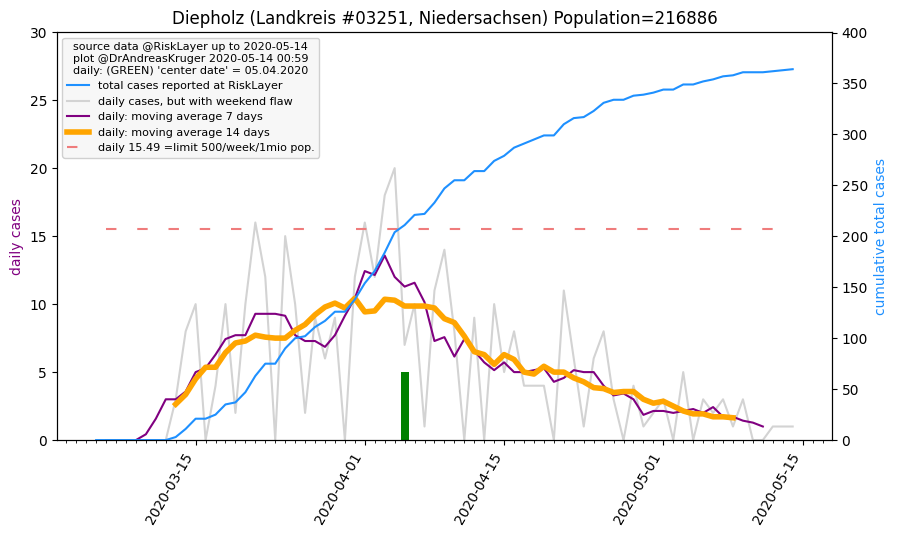 Diepholz (Landkreis #03251, Niedersachsen) Population=216886
source data @RiskLayer up to 2020-05-14
plot @DrAndreasKruger 2020-05-14 00:59
daily: (GREEN) 'center date' = 05.04.2020
total cases reported at RiskLayer
daily cases, but with weekend flaw
daily: moving average 7 days
daily: moving average 14 days
daily 15.49 =limit 500/week/1mio pop.
daily cases
30
25
20
15
10
5
0
cumulative total cases
400
350
300
250
200
150
100
50
0
2020-03-15
2020-04-01
2020-04-15
2020-05-01
2020-05-15